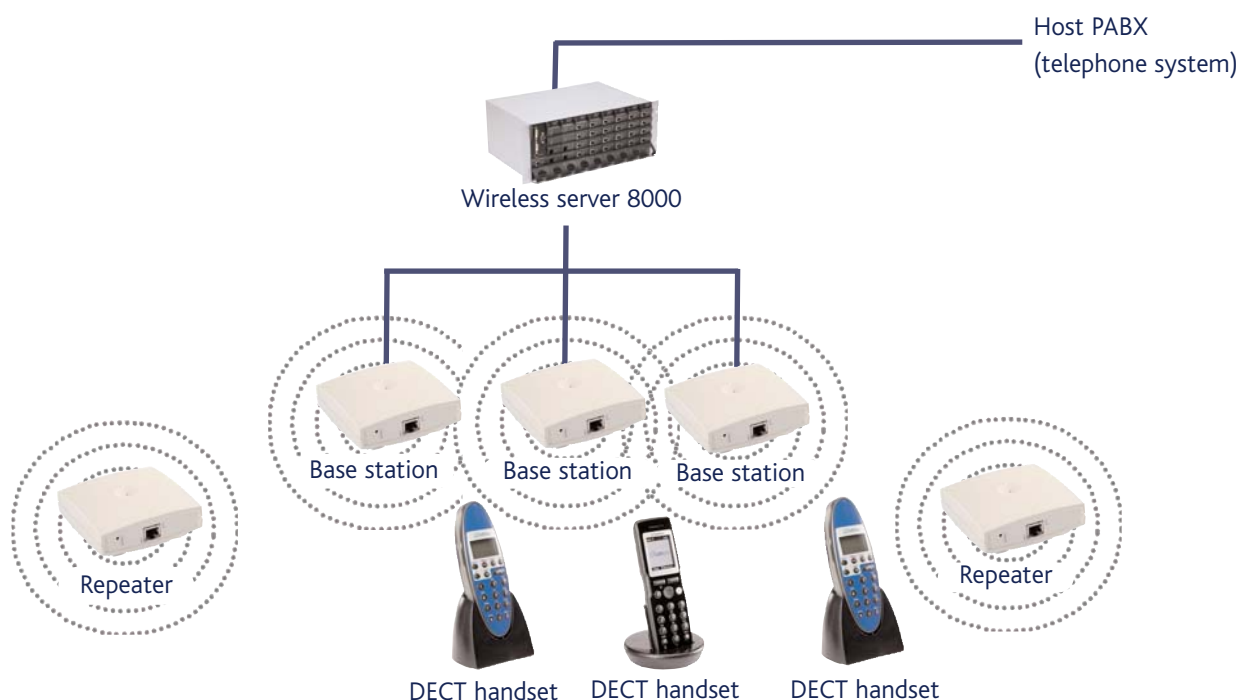 Host PABX
(telephone system)
Wireless server 8000
Base station
Base station
Base station
Repeater
Repeater
DECT handset
DECT handset
DECT handset